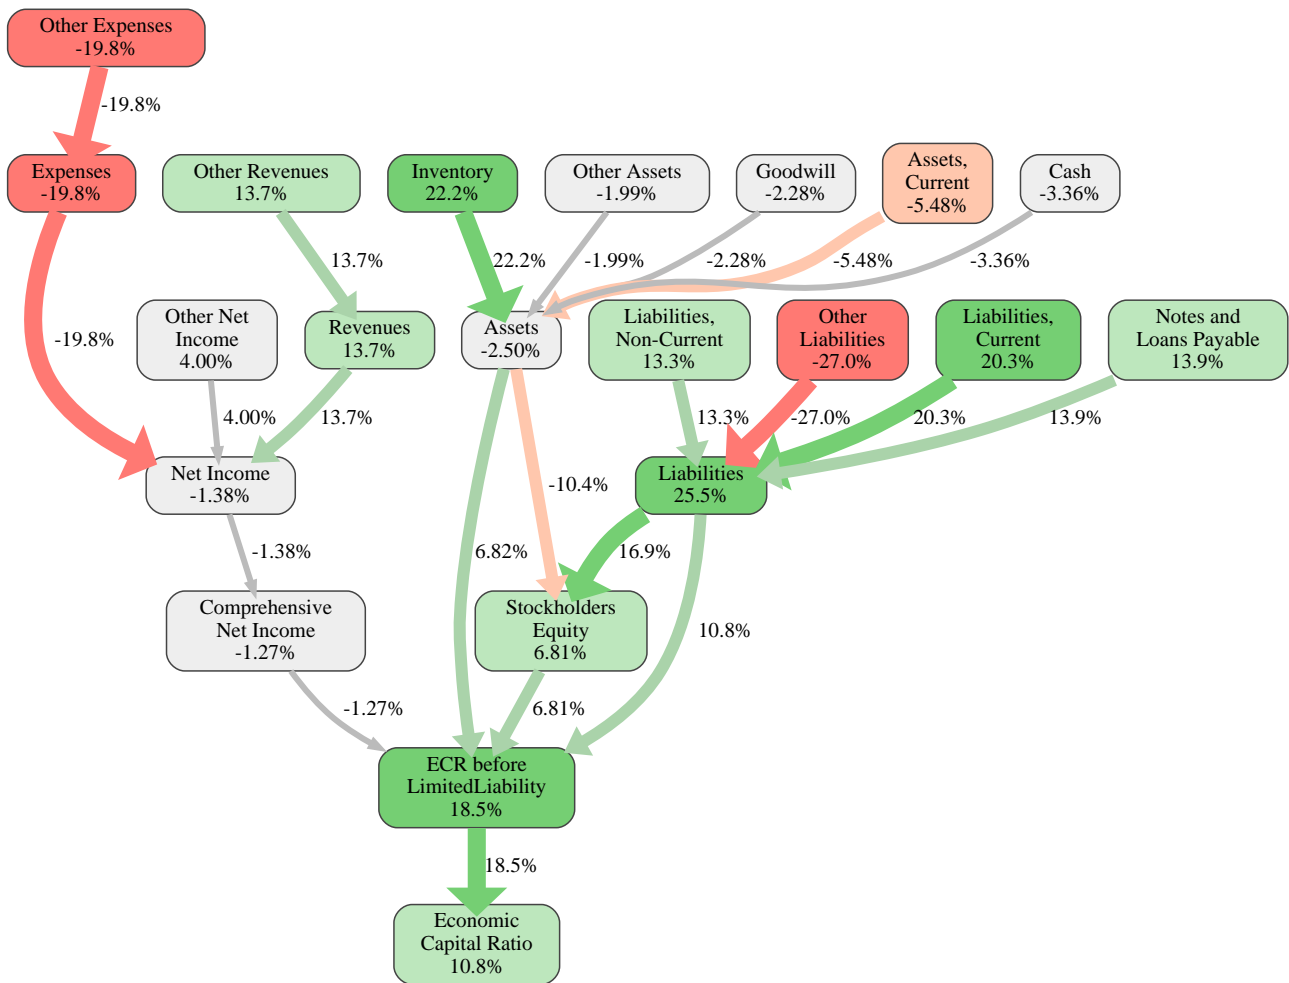 Other Expenses
-19.8%
-19.8%
Expenses
-19.8%
Other Revenues
13.7%
Inventory
22.2%
Other Assets
-1.99%
Goodwill
-2.28%
Assets,
Current
-5.48%
Cash
-3.36%
13.7%
22.2%
-1.99%
-2.28%
-5.48%
-3.36%
-19.8%
Other Net
Income
4.00%
Revenues
13.7%
Assets
-2.50%
Liabilities,
Non-Current
13.3%
Other
Liabilities
-27.0%
Liabilities,
Current
20.3%
Notes and
Loans Payable
13.9%
4.00%
13.7%
13.3%
-27.0%
20.3%
13.9%
Net Income
-1.38%
-10.4%
Liabilities
25.5%
-1.38%
6.82%
16.9%
Comprehensive
Net Income
-1.27%
Stockholders
Equity
6.81%
10.8%
-1.27%
6.81%
ECR before
LimitedLiability
18.5%
18.5%
Economic
Capital Ratio
10.8%